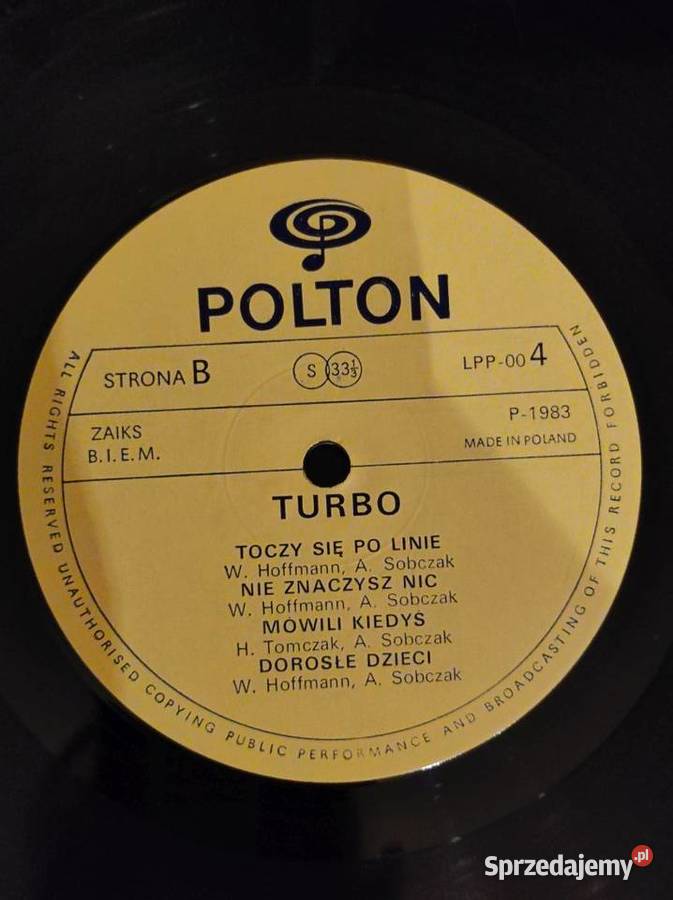 POLTON
STRONA B
S 33⅓
LPP-00 4
ZAIKS
B.I.E.M.
P-1983
MADE IN POLAND
TURBO
TOCZY SIĘ PO LINIE
W. Hoffmann, A. Sobczak
NIE ZNACZYSZ NIC
W. Hoffmann, A. Sobczak
MÓWILI KIEDYŚ
H. Tomczak, A. Sobczak
DOROSŁE DZIECI
W. Hoffmann, A. Sobczak
ALL RIGHTS RESERVED UNAUTHORISED COPYING PUBLIC PERFORMANCE AND BROADCASTING OF THIS RECORD FORBIDDEN
Sprzedajemy.pl